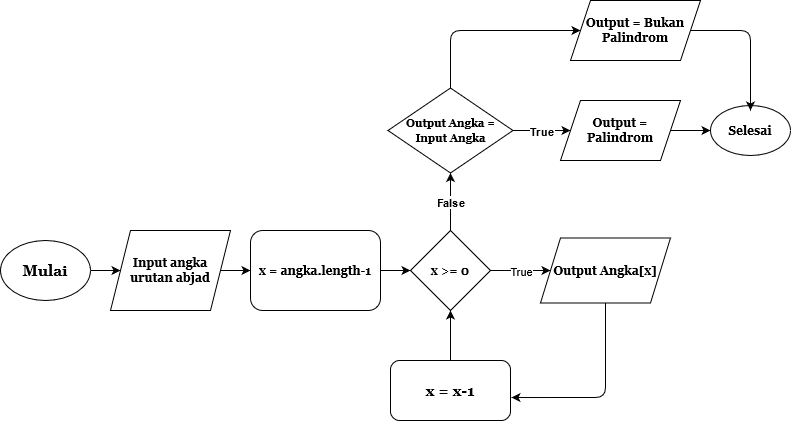 Output = Bukan
Palindrom
Output Angka =
Input Angka
True
Output =
Palindrom
Selesai
False
Mulai
Input angka
urutan abjad
x = angka.length-1
x >= 0
True
Output Angka[x]
x = x-1